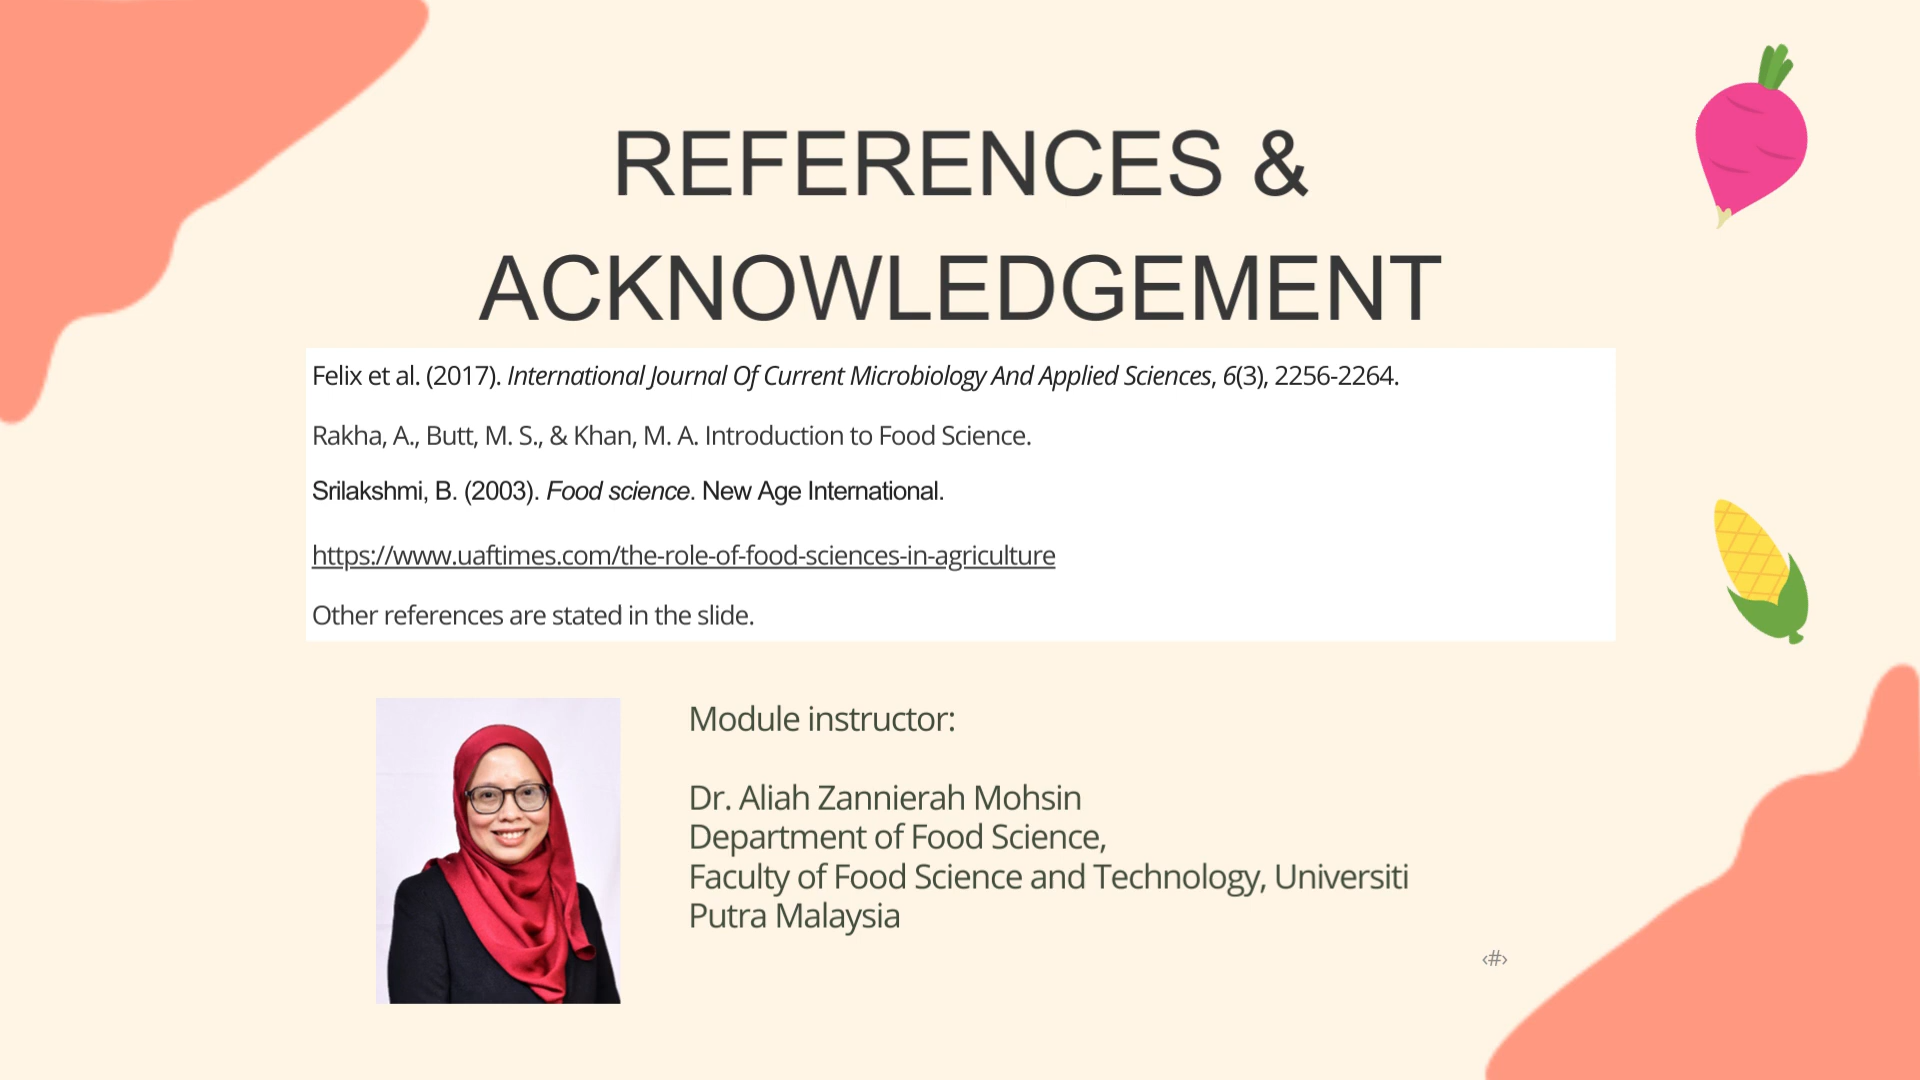 REFERENCES &
ACKNOWLEDGEMENT
Felix et al. (2017). International Journal Of Current Microbiology And Applied Sciences, 6(3), 2256-2264.
Rakha, A., Butt, M. S., & Khan, M. A. Introduction to Food Science.
Srilakshmi, B. (2003). Food science. New Age International.
https://www.uaftimes.com/the-role-of-food-sciences-in-agriculture
Other references are stated in the slide.
Module instructor:
Dr. Aliah Zannierah Mohsin
Department of Food Science,
Faculty of Food Science and Technology, Universiti
Putra Malaysia
‹#›